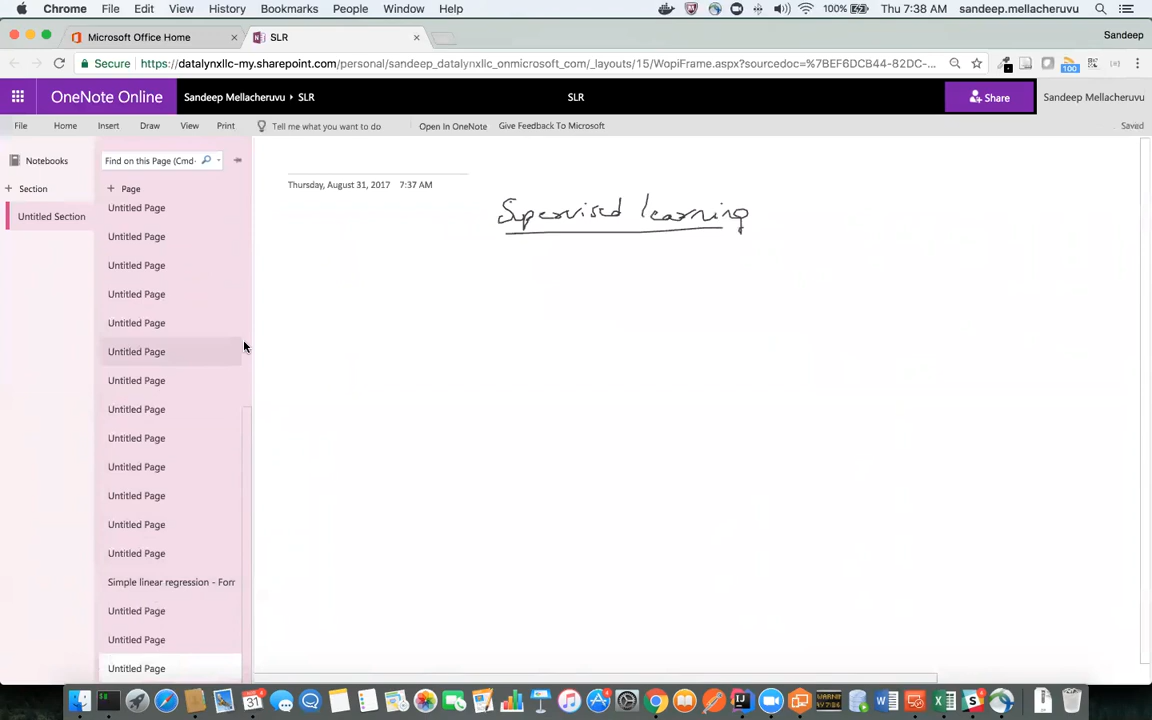 Chrome File Edit View History Bookmarks People Window Help 100% Thu 7:38 AM sandeep.mellacheruvu
Microsoft Office Home SLR Sandeep
Secure https://datalynxllc-my.sharepoint.com/personal/sandeep_datalynxllc_onmicrosoft_com/_layouts/15/WopiFrame.aspx?sourcedoc=%7BEF6DCB44-82DC-... 100
OneNote Online Sandeep Mellacheruvu ▸ SLR SLR Share Sandeep Mellacheruvu
File Home Insert Draw View Print Tell me what you want to do Open In OneNote Give Feedback To Microsoft Saved
Notebooks Find on this Page (Cmd
+ Section + Page
Untitled Section
Untitled Page
Untitled Page
Untitled Page
Untitled Page
Untitled Page
Untitled Page
Untitled Page
Untitled Page
Untitled Page
Untitled Page
Untitled Page
Untitled Page
Untitled Page
Simple linear regression - Forr
Untitled Page
Untitled Page
Untitled Page
Thursday, August 31, 2017 7:37 AM
Supervised learning
31